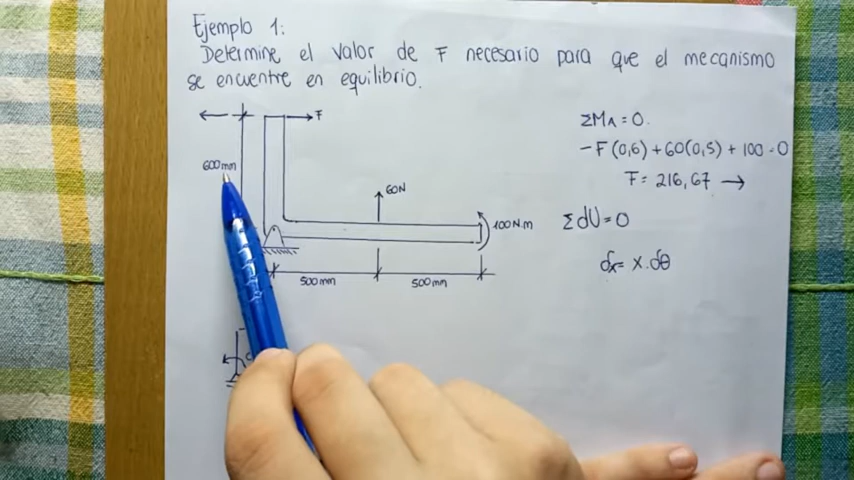 Ejemplo 1:
Determine el valor de F necesario para que el mecanismo
se encuentre en equilibrio.
F
600 mm
60N
100 N.m
500 mm
500 mm
ΣMA = 0.
-F(0,6) + 60(0,5) + 100 = 0
F = 216,67 →
ΣdU = 0
dx = x.dθ